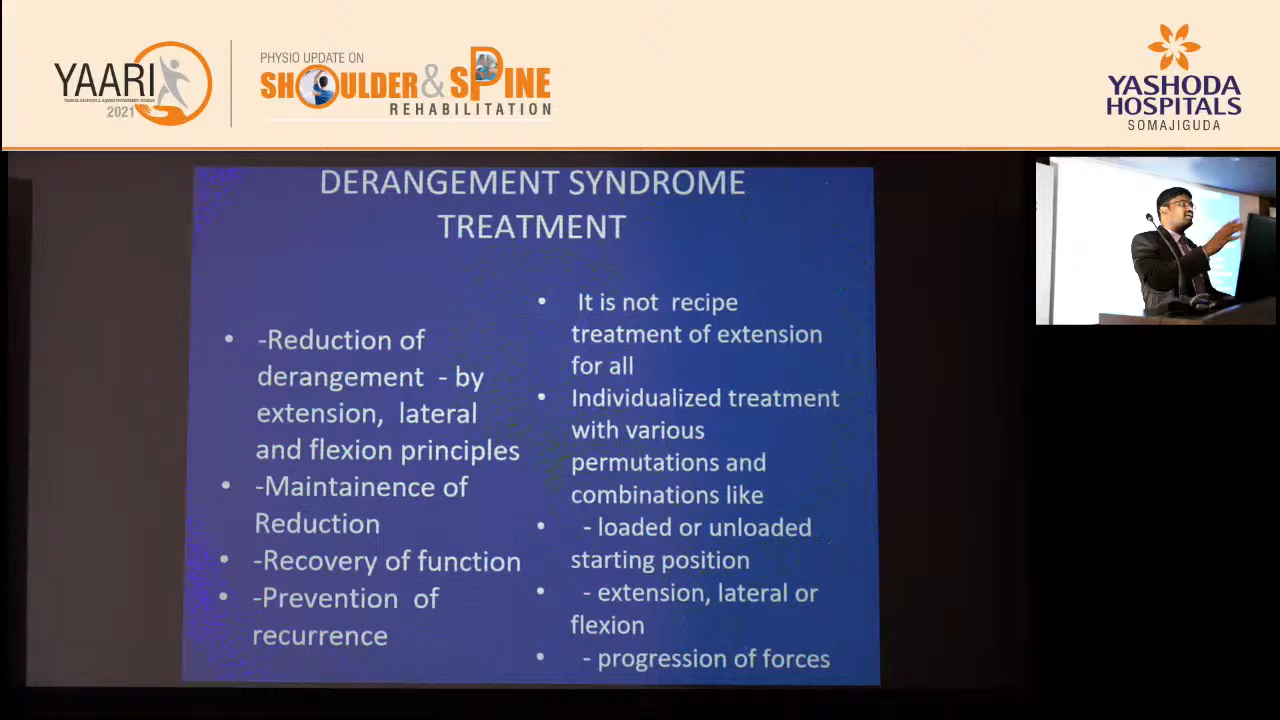 YAARI
2021
PHYSIO UPDATE ON
SHOULDER & SPINE
REHABILITATION
YASHODA
HOSPITALS
SOMAJIGUDA
DERANGEMENT SYNDROME
TREATMENT
• -Reduction of
derangement - by
extension, lateral
and flexion principles
• -Maintainence of
Reduction
• -Recovery of function
• -Prevention of
recurrence
• It is not recipe
treatment of extension
for all
• Individualized treatment
with various
permutations and
combinations like
• - loaded or unloaded
starting position
• - extension, lateral or
flexion
• - progression of forces